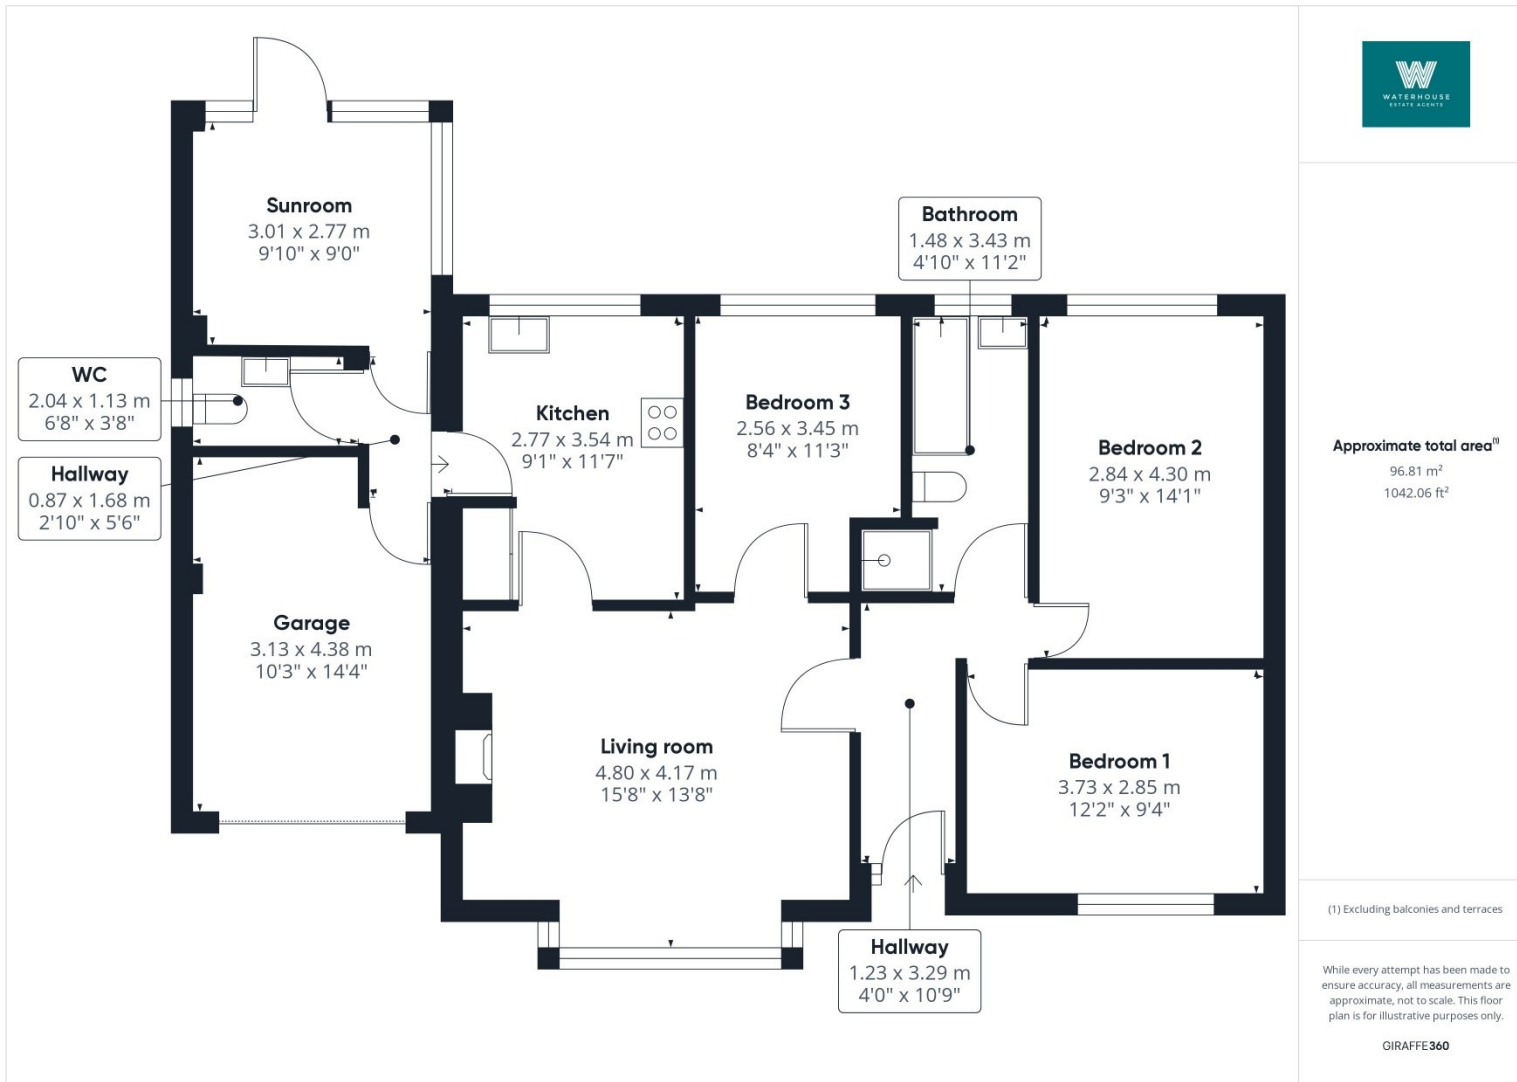 Sunroom
3.01 x 2.77 m
9'10" x 9'0"
WC
2.04 x 1.13 m
6'8" x 3'8"
Hallway
0.87 x 1.68 m
2'10" x 5'6"
Kitchen
2.77 x 3.54 m
9'1" x 11'7"
Bedroom 3
2.56 x 3.45 m
8'4" x 11'3"
Bathroom
1.48 x 3.43 m
4'10" x 11'2"
Bedroom 2
2.84 x 4.30 m
9'3" x 14'1"
Garage
3.13 x 4.38 m
10'3" x 14'4"
Living room
4.80 x 4.17 m
15'8" x 13'8"
Bedroom 1
3.73 x 2.85 m
12'2" x 9'4"
Hallway
1.23 x 3.29 m
4'0" x 10'9"
W
WATERHOUSE
ESTATE AGENTS
Approximate total area(1)
96.81 m²
1042.06 ft²
(1) Excluding balconies and terraces
While every attempt has been made to
ensure accuracy, all measurements are
approximate, not to scale. This floor
plan is for illustrative purposes only.
GIRAFFE360